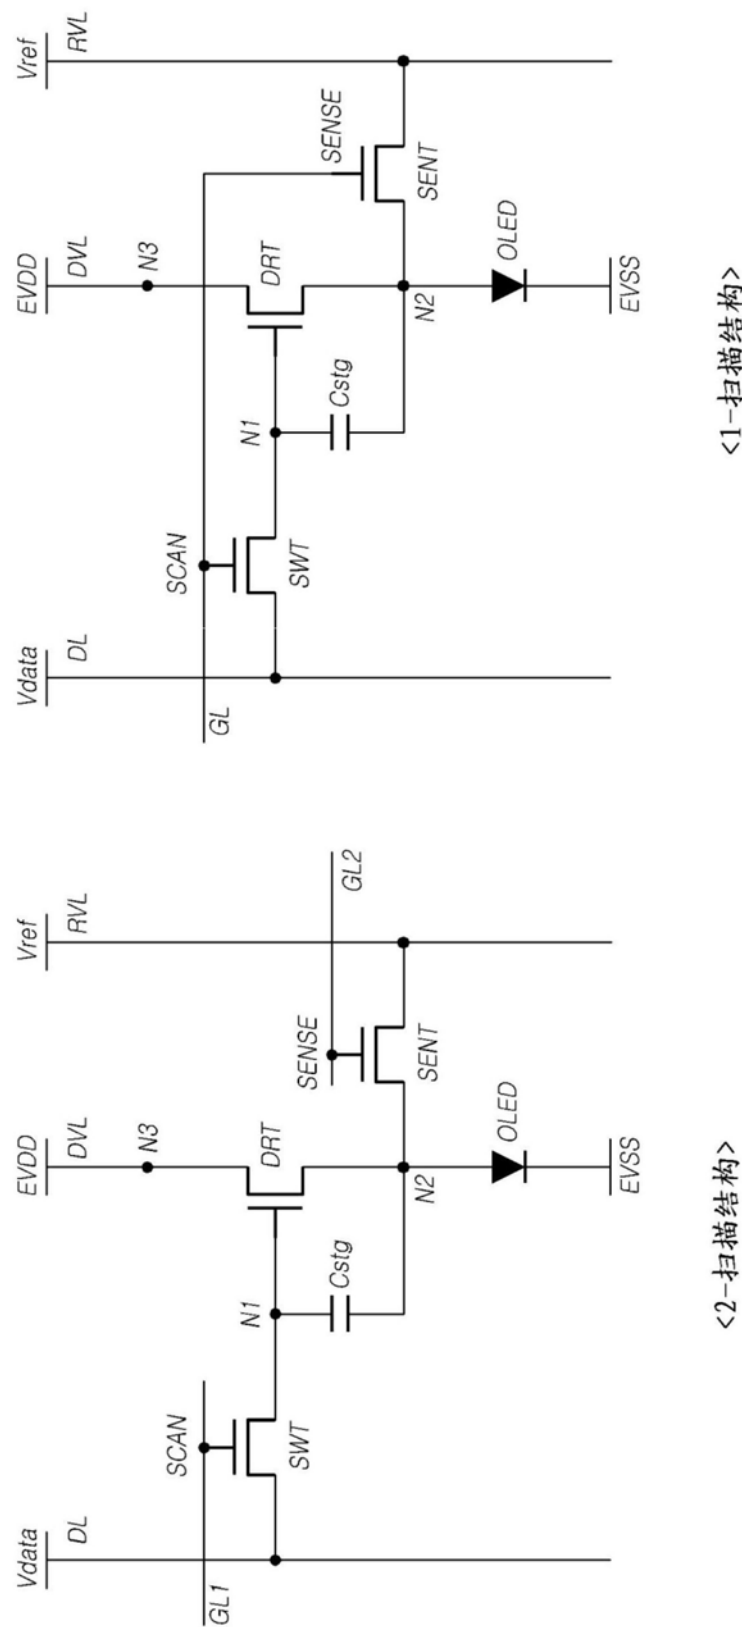 Vdata
EVDD
Vref
DL
DVL
RVL
N3
SCAN
GL1
N1
DRT
SENSE
GL2
SWT
Cstg
SENT
N2
OLED
EVSS
<2-扫描结构>
Vdata
EVDD
Vref
DL
DVL
RVL
N3
SCAN
GL
N1
DRT
SENSE
SWT
Cstg
SENT
N2
OLED
EVSS
<1-扫描结构>